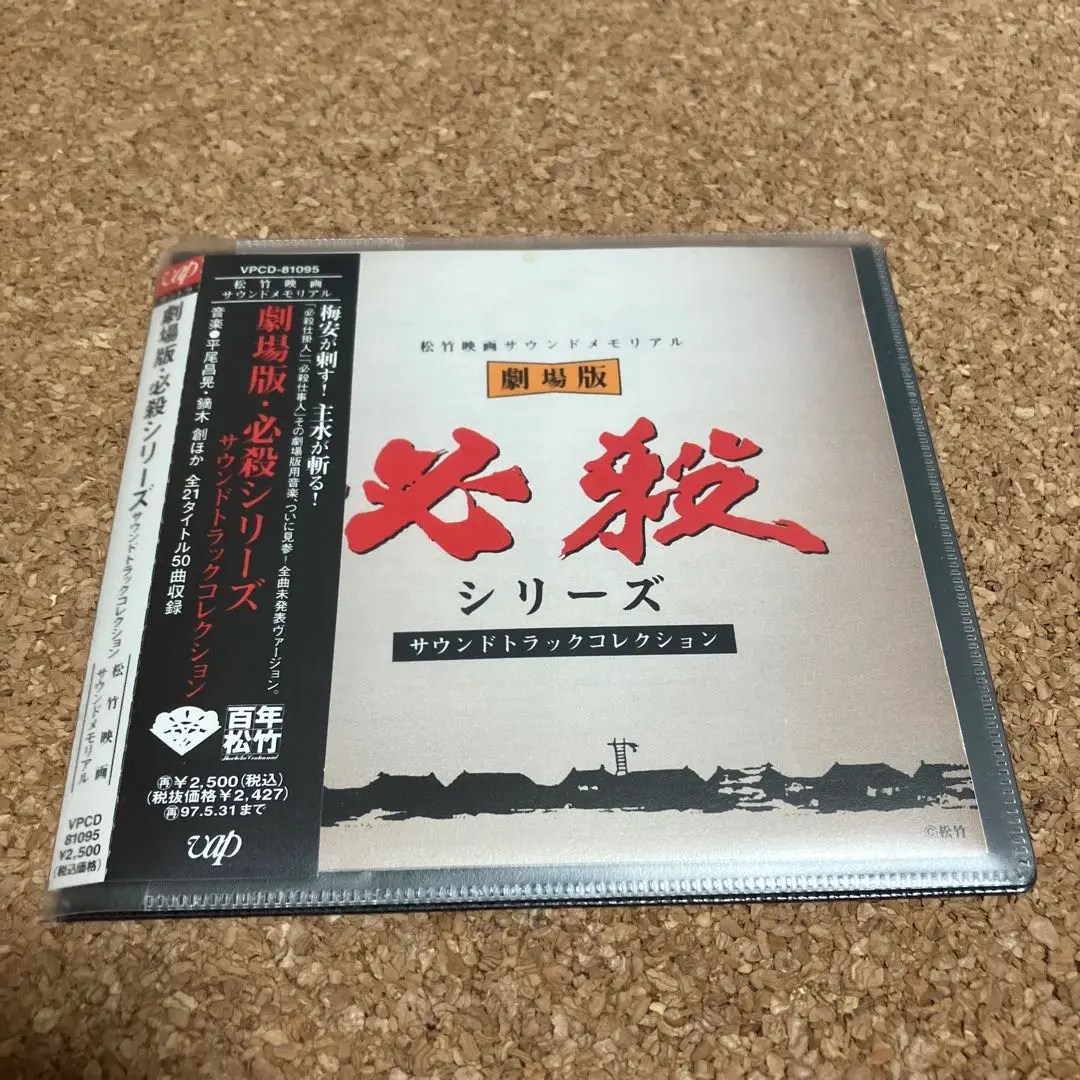 vap
劇場版・必殺シリーズ サウンドトラックコレクション
松竹映画
サウンドメモリアル
VPCD
81095
¥2,500
(税込価格)
VPCD-81095
松竹映画
サウンドメモリアル
梅安が刺す! 主水が斬る!
「必殺仕掛人」「必殺仕事人」その劇場版用音楽、ついに見参! 全曲未発表ヴァージョン。
劇場版・必殺シリーズ
サウンドトラックコレクション
音楽●平尾昌晃・鏑木 創ほか 全21タイトル50曲収録
百年
松竹
再¥2,500(税込)
(税抜価格¥2,427)
再97.5.31まで
vap
松竹映画サウンドメモリアル
劇場版
必殺
シリーズ
サウンドトラックコレクション
©松竹